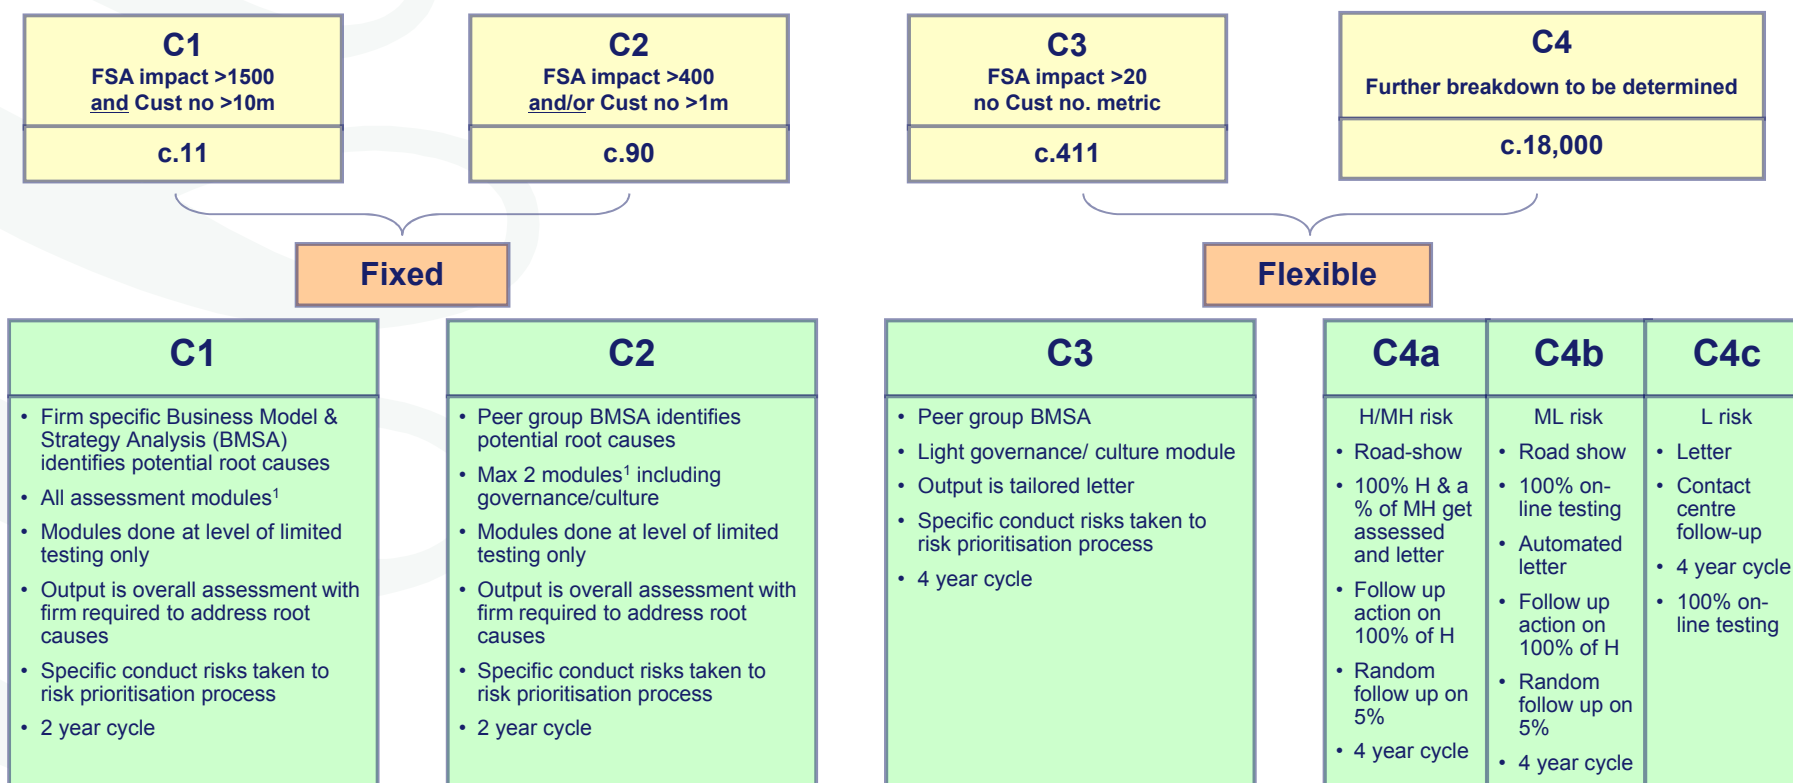 C1
FSA impact >1500
and Cust no >10m
c.11
C2
FSA impact >400
and/or Cust no >1m
c.90
C3
FSA impact >20
no Cust no. metric
c.411
C4
Further breakdown to be determined
c.18,000
Fixed
Flexible
C1
• Firm specific Business Model &
Strategy Analysis (BMSA)
identifies potential root causes
• All assessment modules¹
• Modules done at level of limited
testing only
• Output is overall assessment with
firm required to address root
causes
• Specific conduct risks taken to
risk prioritisation process
• 2 year cycle
C2
• Peer group BMSA identifies
potential root causes
• Max 2 modules¹ including
governance/culture
• Modules done at level of limited
testing only
• Output is overall assessment with
firm required to address root
causes
• Specific conduct risks taken to
risk prioritisation process
• 2 year cycle
C3
• Peer group BMSA
• Light governance/ culture module
• Output is tailored letter
• Specific conduct risks taken to
risk prioritisation process
• 4 year cycle
C4a
H/MH risk
• Road-show
• 100% H & a
% of MH get
assessed
and letter
• Follow up
action on
100% of H
• Random
follow up on
5%
• 4 year cycle
C4b
ML risk
• Road show
• 100% on-
line testing
• Automated
letter
• Follow up
action on
100% of H
• Random
follow up on
5%
• 4 year cycle
C4c
L risk
• Letter
• Contact
centre
follow-up
• 4 year cycle
• 100% on-
line testing